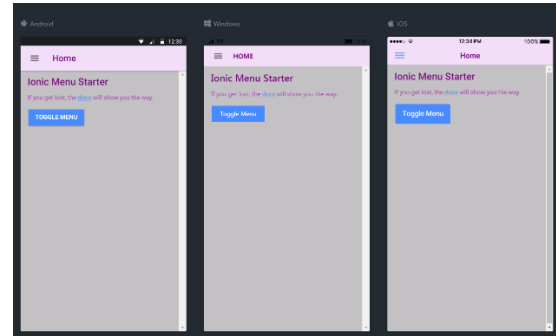 Android
12:30
Home
Ionic Menu Starter
If you get lost, the docs will show you the way.
TOGGLE MENU
Windows
HOME
Ionic Menu Starter
If you get lost, the docs will show you the way.
Toggle Menu
iOS
12:34 PM
100%
Home
Ionic Menu Starter
If you get lost, the docs will show you the way
Toggle Menu